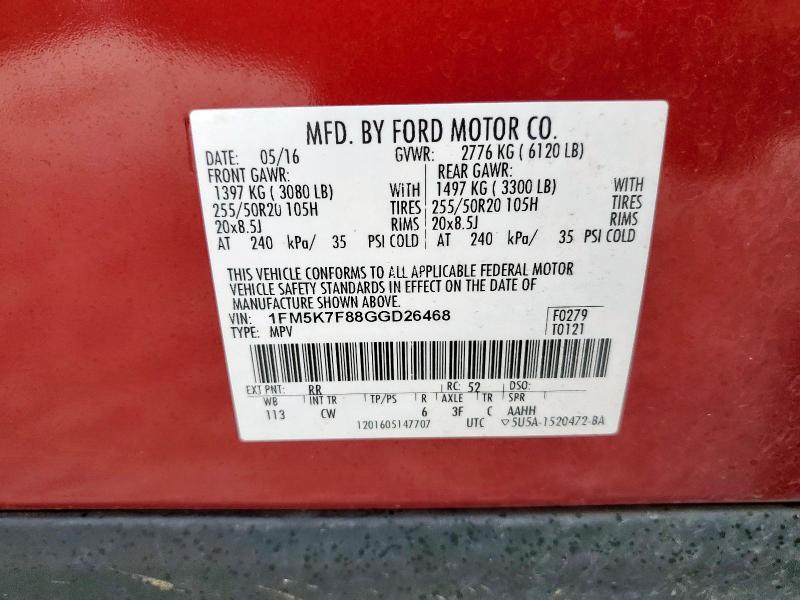 MFD. BY FORD MOTOR CO.
DATE: 05/16 GVWR: 2776 KG ( 6120 LB)
FRONT GAWR: REAR GAWR:
1397 KG ( 3080 LB) WITH 1497 KG ( 3300 LB) WITH
255/50R20 105H TIRES 255/50R20 105H TIRES
20x8.5J RIMS 20x8.5J RIMS
AT 240 kPa/ 35 PSI COLD AT 240 kPa/ 35 PSI COLD
THIS VEHICLE CONFORMS TO ALL APPLICABLE FEDERAL MOTOR
VEHICLE SAFETY STANDARDS IN EFFECT ON THE DATE OF
MANUFACTURE SHOWN ABOVE.
VIN: 1FM5K7F88GGD26468 F0279
TYPE: MPV T0121
EXT PNT: RR RC: 52 DSO:
WB INT TR TP/PS R AXLE TR SPR
113 CW 6 3F C AAHH
1201605147707 UTC ▽5U5A-1520472-BA